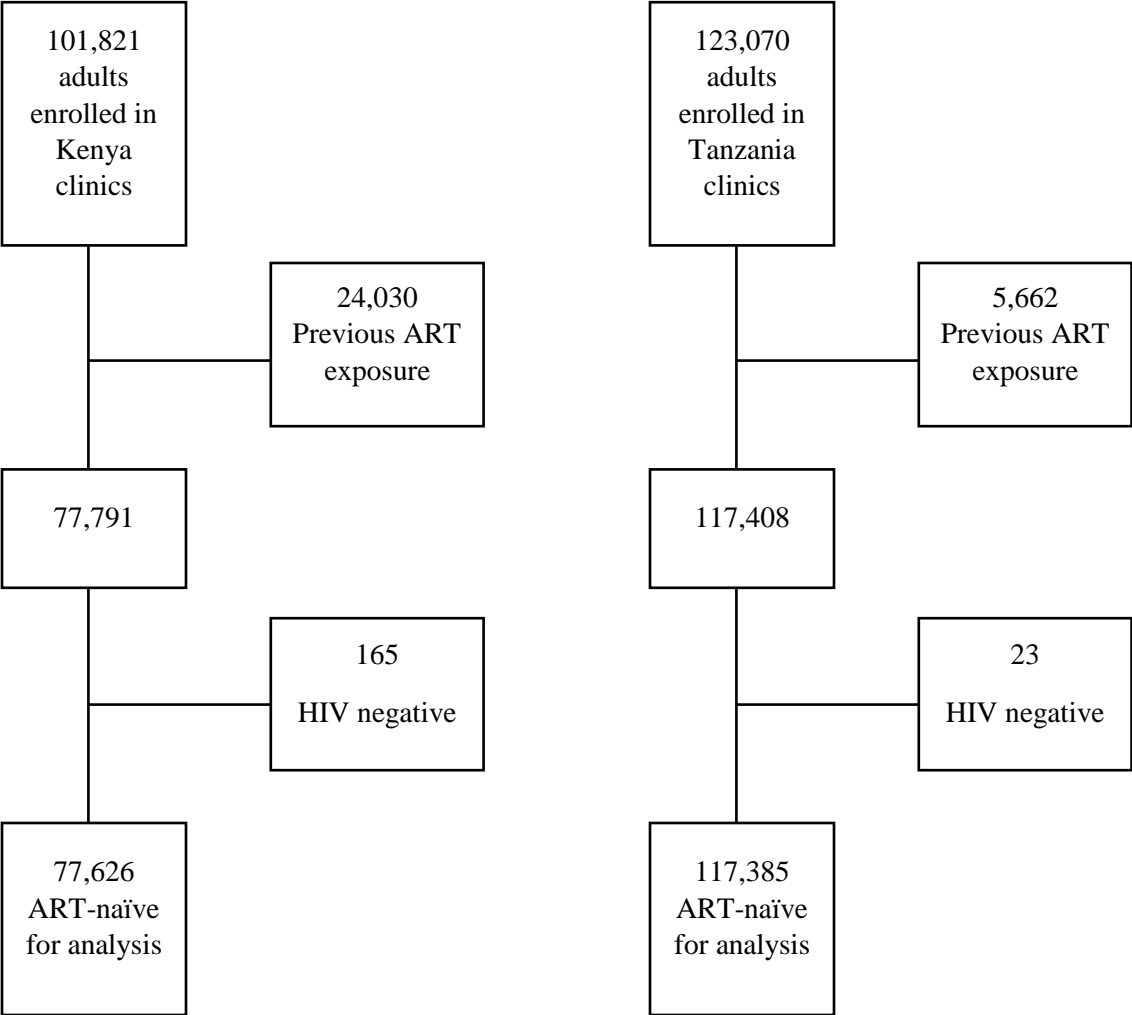 101,821
adults
enrolled in
Kenya
clinics
24,030
Previous ART
exposure
77,791
165
HIV negative
77,626
ART-naïve
for analysis
123,070
adults
enrolled in
Tanzania
clinics
5,662
Previous ART
exposure
117,408
23
HIV negative
117,385
ART-naïve
for analysis